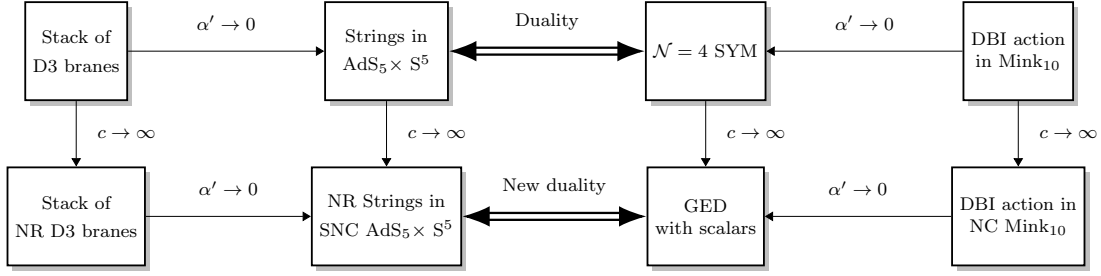 Stack of
D3 branes
α′ → 0
Strings in
AdS₅× S⁵
Duality
𝒩 = 4 SYM
α′ → 0
DBI action
in Mink₁₀
c → ∞
c → ∞
c → ∞
c → ∞
Stack of
NR D3 branes
α′ → 0
NR Strings in
SNC AdS₅× S⁵
New duality
GED
with scalars
α′ → 0
DBI action in
NC Mink₁₀